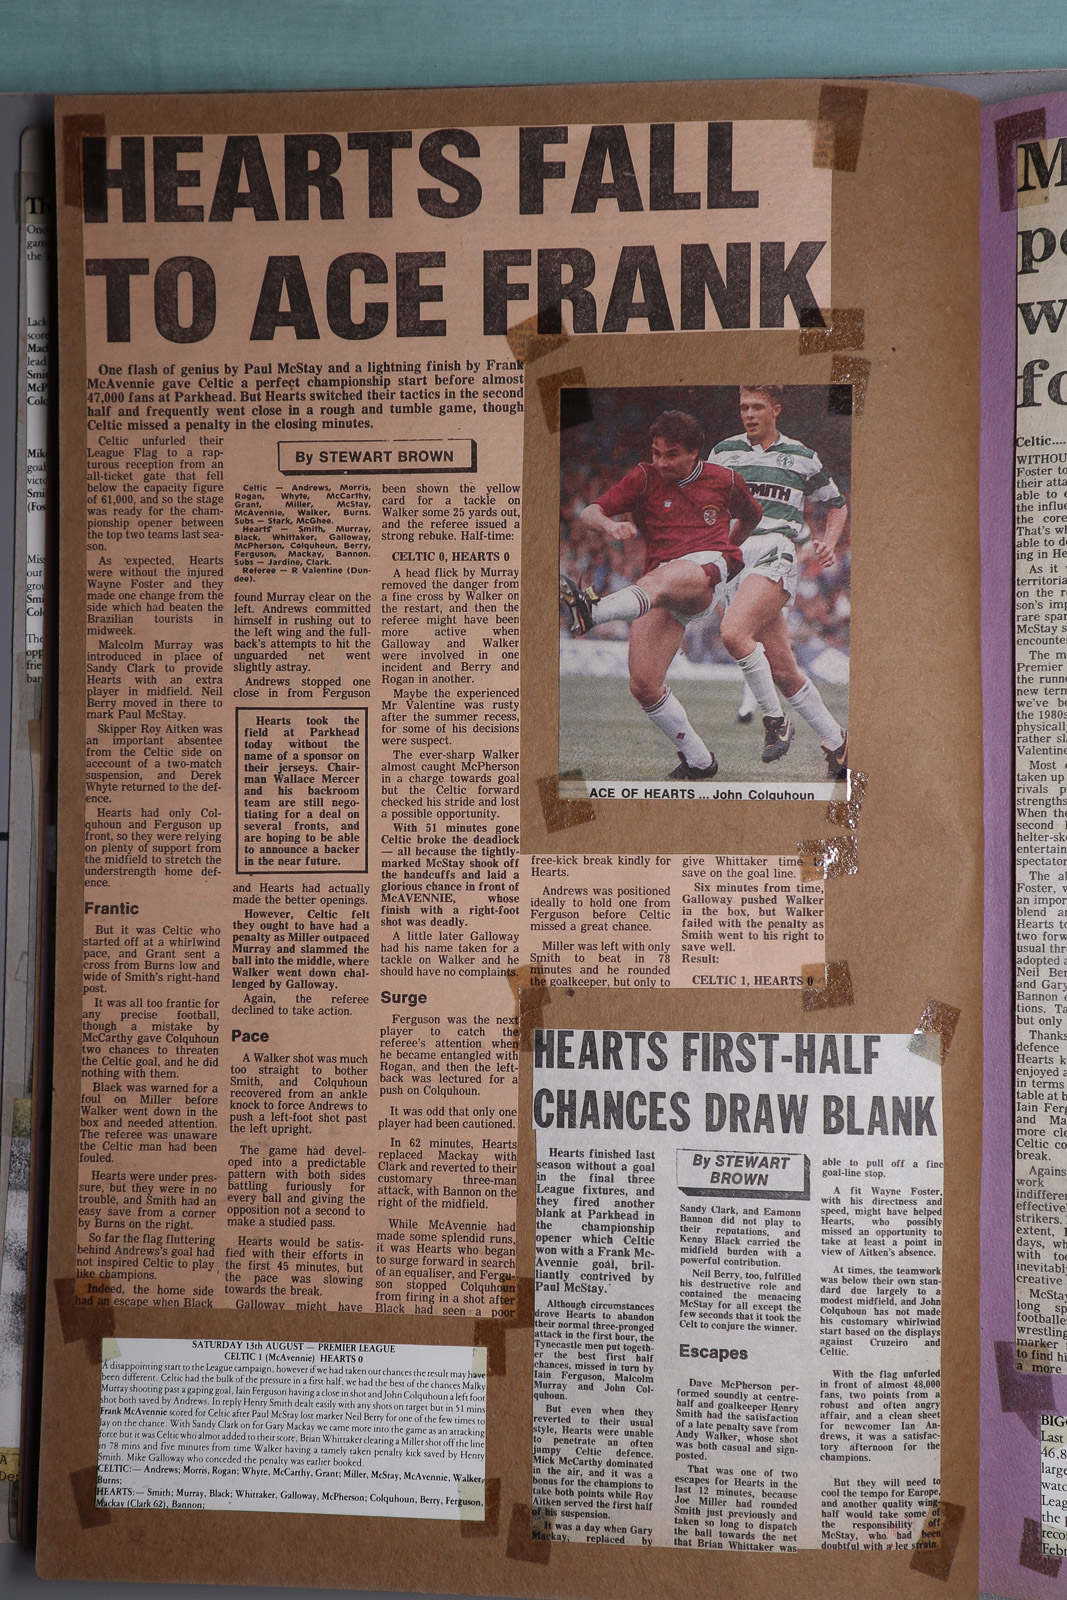 HEARTS FALL
TO ACE FRANK
One flash of genius by Paul McStay and a lightning finish by Frank
McAvennie gave Celtic a perfect championship start before almost
47,000 fans at Parkhead. But Hearts switched their tactics in the second
half and frequently went close in a rough and tumble game, though
Celtic missed a penalty in the closing minutes.
By STEWART BROWN
Celtic unfurled their
League Flag to a rap-
turous reception from an
all-ticket gate that fell
below the capacity figure
of 61,000, and so the stage
was ready for the cham-
pionship opener between
the top two teams last sea-
son.
As expected, Hearts
were without the injured
Wayne Foster and they
made one change from the
side which had beaten the
Brazilian tourists in
midweek.
Malcolm Murray was
introduced in place of
Sandy Clark to provide
Hearts with an extra
player in midfield. Neil
Berry moved in there to
mark Paul McStay.
Skipper Roy Aitken was
an important absentee
from the Celtic side on
acccount of a two-match
suspension, and Derek
Whyte returned to the def-
ence.
Hearts had only Col-
quhoun and Ferguson up
front, so they were relying
on plenty of support from
the midfield to stretch the
understrength home def-
ence.
Frantic
But it was Celtic who
started off at a whirlwind
pace, and Grant sent a
cross from Burns low and
wide of Smith's right-hand
post.
It was all too frantic for
any precise football,
though a mistake by
McCarthy gave Colquhoun
two chances to threaten
the Celtic goal, and he did
nothing with them.
Black was warned for a
foul on Miller before
Walker went down in the
box and needed attention.
The referee was unaware
the Celtic man had been
fouled.
Hearts were under pres-
sure, but they were in no
trouble, and Smith had an
easy save from a corner
by Burns on the right.
So far the flag fluttering
behind Andrews's goal had
not inspired Celtic to play
like champions.
Indeed, the home side
had an escape when Black
Celtic — Andrews, Morris,
Rogan, Whyte, McCarthy,
Grant, Miller, McStay,
McAvennie, Walker, Burns.
Subs — Stark, McGhee.
Hearts — Smith, Murray,
Black, Whittaker, Galloway,
McPherson, Colquhoun, Berry,
Ferguson, Mackay, Bannon.
Subs — Jardine, Clark.
Referee — R Valentine (Dun-
dee).
found Murray clear on the
left. Andrews committed
himself in rushing out to
the left wing and the full-
back's attempts to hit the
unguarded net went
slightly astray.
Andrews stopped one
close in from Ferguson
Hearts took the
field at Parkhead
today without the
name of a sponsor on
their jerseys. Chair-
man Wallace Mercer
and his backroom
team are still nego-
tiating for a deal on
several fronts, and
are hoping to be able
to announce a backer
in the near future.
and Hearts had actually
made the better openings.
However, Celtic felt
they ought to have had a
penalty as Miller outpaced
Murray and slammed the
ball into the middle, where
Walker went down chal-
lenged by Galloway.
Again, the referee
declined to take action.
Pace
A Walker shot was much
too straight to bother
Smith, and Colquhoun
recovered from an ankle
knock to force Andrews to
push a left-foot shot past
the left upright.
The game had devel-
oped into a predictable
pattern with both sides
battling furiously for
every ball and giving the
opposition not a second to
make a studied pass.
Hearts would be satis-
fied with their efforts in
the first 45 minutes, but
the pace was slowing
towards the break.
Galloway might have
been shown the yellow
card for a tackle on
Walker some 25 yards out,
and the referee issued a
strong rebuke. Half-time:
CELTIC 0, HEARTS 0
A head flick by Murray
removed the danger from
a fine cross by Walker on
the restart, and then the
referee might have been
more active when
Galloway and Walker
were involved in one
incident and Berry and
Rogan in another.
Maybe the experienced
Mr Valentine was rusty
after the summer recess,
for some of his decisions
were suspect.
The ever-sharp Walker
almost caught McPherson
in a charge towards goal
but the Celtic forward
checked his stride and lost
a possible opportunity.
With 51 minutes gone
Celtic broke the deadlock
— all because the tightly-
marked McStay shook off
the handcuffs and laid a
glorious chance in front of
McAVENNIE, whose
finish with a right-foot
shot was deadly.
A little later Galloway
had his name taken for a
tackle on Walker and he
should have no complaints.
Surge
Ferguson was the next
player to catch the
referee's attention when
he became entangled with
Rogan, and then the left-
back was lectured for a
push on Colquhoun.
It was odd that only one
player had been cautioned.
In 62 minutes, Hearts
replaced Mackay with
Clark and reverted to their
customary three-man
attack, with Bannon on the
right of the midfield.
While McAvennie had
made some splendid runs,
it was Hearts who began
to surge forward in search
of an equaliser, and Fergu-
son stopped Colquhoun
from firing in a shot after
Black had seen a poor
SMITH
ACE OF HEARTS ... John Colquhoun
free-kick break kindly for
Hearts.
Andrews was positioned
ideally to hold one from
Ferguson before Celtic
missed a great chance.
Miller was left with only
Smith to beat in 78
minutes and he rounded
the goalkeeper, but only to
give Whittaker time to
save on the goal line.
Six minutes from time,
Galloway pushed Walker
in the box, but Walker
failed with the penalty as
Smith went to his right to
save well.
Result:
CELTIC 1, HEARTS 0
HEARTS FIRST-HALF
CHANCES DRAW BLANK
Hearts finished last
season without a goal
in the final three
League fixtures, and
they fired another
blank at Parkhead in
the championship
opener which Celtic
won with a Frank Mc-
Avennie goal, bril-
liantly contrived by
Paul McStay.
Although circumstances
drove Hearts to abandon
their normal three-pronged
attack in the first hour, the
Tynecastle men put togeth-
er the best first half
chances, missed in turn by
Iain Ferguson, Malcolm
Murray and John Col-
quhoun.
But even when they
reverted to their usual
style, Hearts were unable
to penetrate an often
jumpy Celtic defence.
Mick McCarthy dominated
in the air, and it was a
bonus for the champions to
take both points while Roy
Aitken served the first half
of his suspension.
It was a day when Gary
Mackay, replaced by
By STEWART
BROWN
Sandy Clark, and Eamonn
Bannon did not play to
their reputations, and
Kenny Black carried the
midfield burden with a
powerful contribution.
Neil Berry, too, fulfilled
his destructive role and
contained the menacing
McStay for all except the
few seconds that it took the
Celt to conjure the winner.
Escapes
Dave McPherson per-
formed soundly at centre-
half and goalkeeper Henry
Smith had the satisfaction
of a late penalty save from
Andy Walker, whose shot
was both casual and sign-
posted.
That was one of two
escapes for Hearts in the
last 12 minutes, because
Joe Miller had rounded
Smith just previously and
taken so long to dispatch
the ball towards the net
that Brian Whittaker was
able to pull off a fine
goal-line stop.
A fit Wayne Foster,
with his directness and
speed, might have helped
Hearts, who possibly
missed an opportunity to
take at least a point in
view of Aitken's absence.
At times, the teamwork
was below their own stan-
dard due largely to a
modest midfield, and John
Colquhoun has not made
his customary whirlwind
start based on the displays
against Cruzeiro and
Celtic.
With the flag unfurled
in front of almost 48,000
fans, two points from a
robust and often angry
affair, and a clean sheet
for newcomer Ian An-
drews, it was a satisfac-
tory afternoon for the
champions.
But they will need to
cool the tempo for Europe,
and another quality wing-
half would take some of
the responsibility off
McStay, who had been
doubtful with a leg strain.
SATURDAY 13th AUGUST — PREMIER LEAGUE
CELTIC 1 (McAvennie) HEARTS 0
A disappointing start to the League campaign, however if we had taken our chances the result may have
been different. Celtic had the bulk of the pressure in a first half, we had the best of the chances Malky
Murray shooting past a gaping goal, Iain Ferguson having a close in shot and John Colquhoun a left foot
shot both saved by Andrews. In reply Henry Smith dealt easily with any shots on target but in 51 mins
Frank McAvennie scored for Celtic after Paul McStay lost marker Neil Berry for one of the few times to
lay on the chance. With Sandy Clark on for Gary Mackay we came more into the game as an attacking
force but it was Celtic who almost added to their score. Brian Whittaker clearing a Miller shot off the line
in 78 mins and five minutes from time Walker having a tamely taken penalty kick saved by Henry
Smith. Mike Galloway who conceded the penalty was earlier booked.
CELTIC:— Andrews; Morris, Rogan; Whyte, McCarthy, Grant; Miller, McStay, McAvennie, Walker,
Burns;
HEARTS:— Smith; Murray, Black; Whittaker, Galloway, McPherson; Colquhoun, Berry, Ferguson,
Mackay (Clark 62), Bannon;